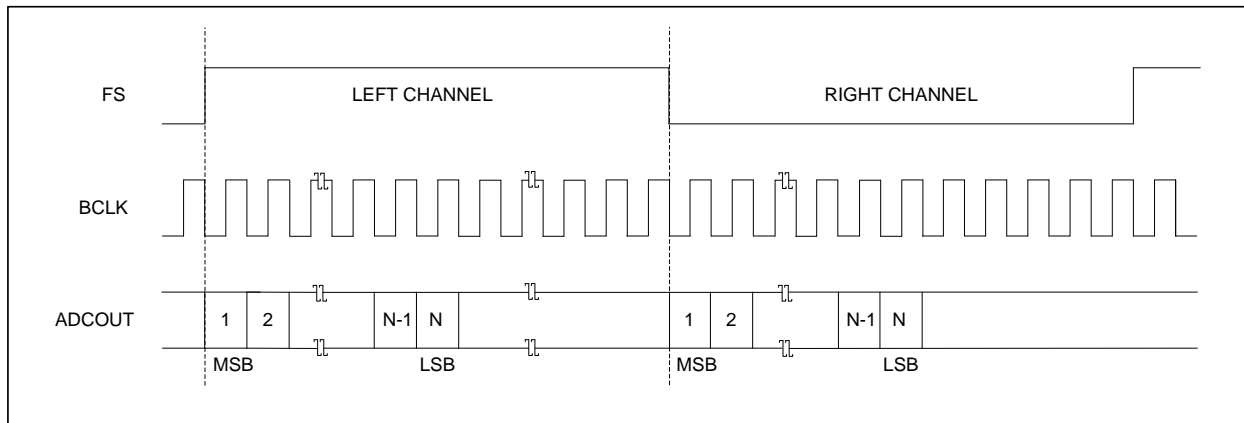 FS
LEFT CHANNEL
RIGHT CHANNEL
BCLK
ADCOUT
1
2
N-1
N
1
2
N-1
N
MSB
LSB
MSB
LSB